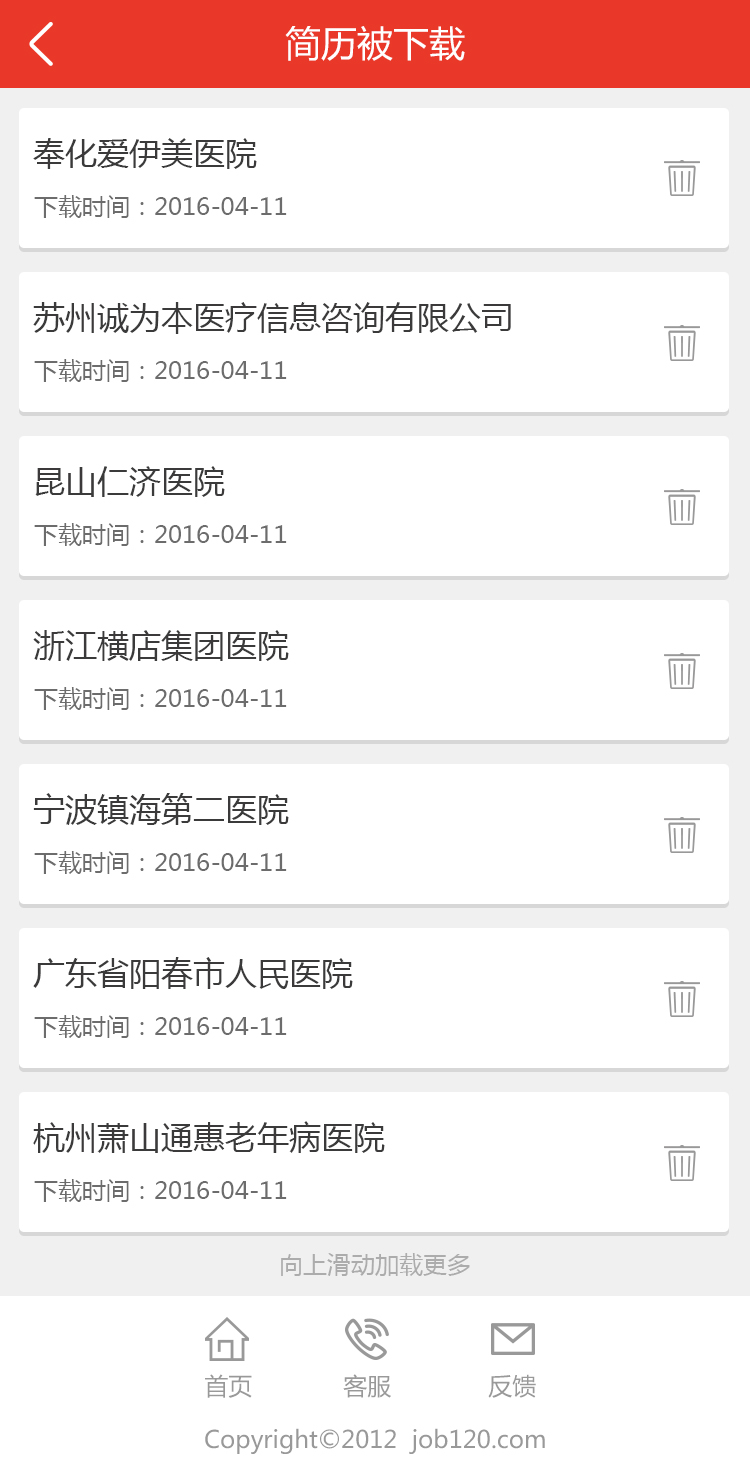 简历被下载
奉化爱伊美医院
下载时间：2016-04-11
苏州诚为本医疗信息咨询有限公司
下载时间：2016-04-11
昆山仁济医院
下载时间：2016-04-11
浙江横店集团医院
下载时间：2016-04-11
宁波镇海第二医院
下载时间：2016-04-11
广东省阳春市人民医院
下载时间：2016-04-11
杭州萧山通惠老年病医院
下载时间：2016-04-11
向上滑动加载更多
首页 客服 反馈
Copyright©2012 job120.com